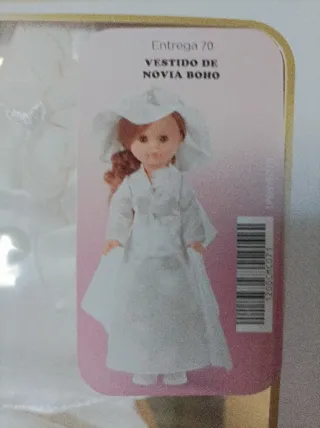 Entrega 70
VESTIDO DE
NOVIA BOHO